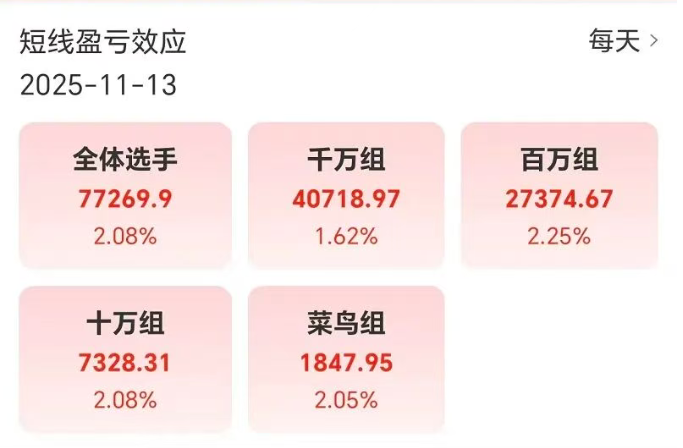 短线盈亏效应
每天 >
2025-11-13
全体选手
77269.9
2.08%
千万组
40718.97
1.62%
百万组
27374.67
2.25%
十万组
7328.31
2.08%
菜鸟组
1847.95
2.05%